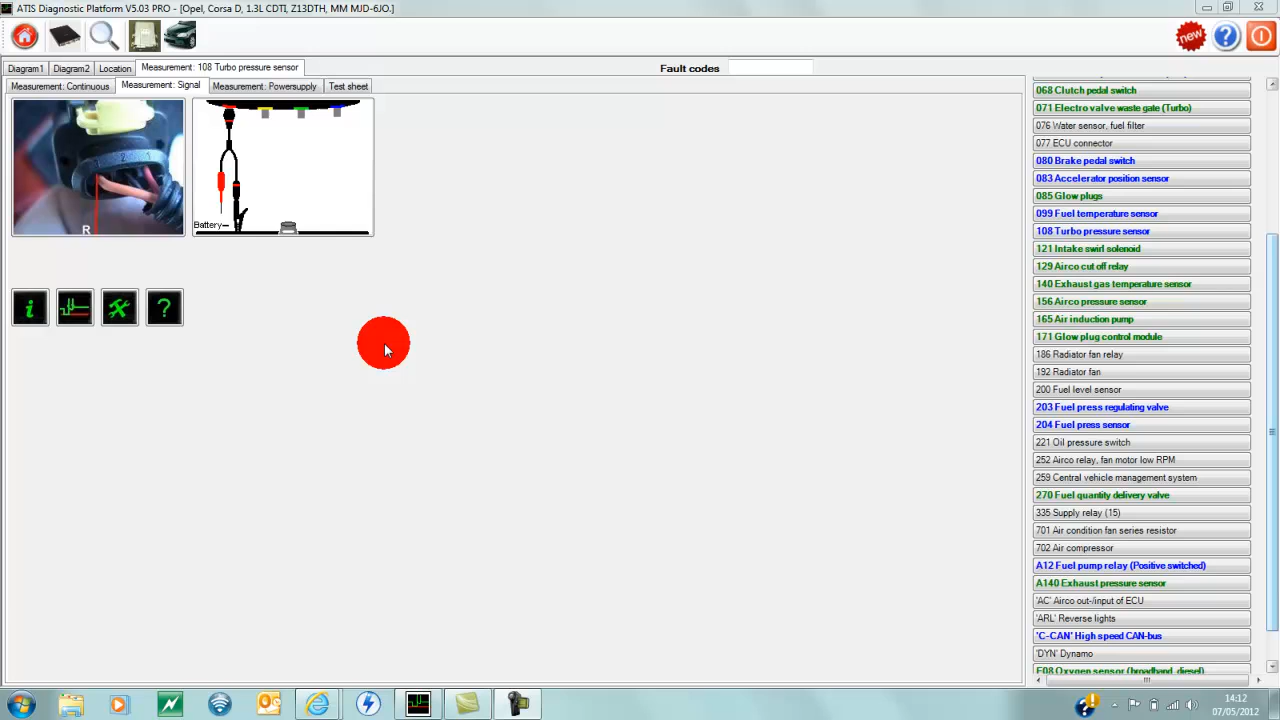 ATIS Diagnostic Platform V5.03 PRO - [Opel, Corsa D, 1.3L CDTI, Z13DTH, MM MJD-6JO.]
new
Diagram1 Diagram2 Location Measurement: 108 Turbo pressure sensor
Fault codes
Measurement: Continuous Measurement: Signal Measurement: Powersupply Test sheet
1 2
R
Battery
068 Clutch pedal switch
071 Electro valve waste gate (Turbo)
076 Water sensor, fuel filter
077 ECU connector
080 Brake pedal switch
083 Accelerator position sensor
085 Glow plugs
099 Fuel temperature sensor
108 Turbo pressure sensor
121 Intake swirl solenoid
129 Airco cut off relay
140 Exhaust gas temperature sensor
156 Airco pressure sensor
165 Air induction pump
171 Glow plug control module
186 Radiator fan relay
192 Radiator fan
200 Fuel level sensor
203 Fuel press regulating valve
204 Fuel press sensor
221 Oil pressure switch
252 Airco relay, fan motor low RPM
259 Central vehicle management system
270 Fuel quantity delivery valve
335 Supply relay (15)
701 Air condition fan series resistor
702 Air compressor
A12 Fuel pump relay (Positive switched)
A140 Exhaust pressure sensor
'AC' Airco out-/input of ECU
'ARL' Reverse lights
'C-CAN' High speed CAN-bus
'DYN' Dynamo
E08 Oxygen sensor (broadband, diesel)
14:12
07/05/2012